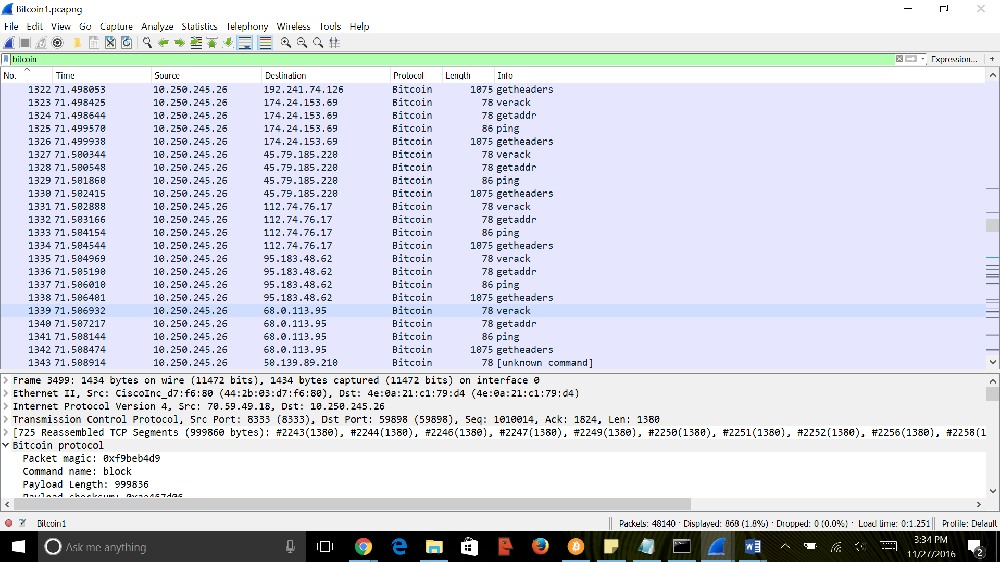 Bitcoin1.pcapng
File Edit View Go Capture Analyze Statistics Telephony Wireless Tools Help
bitcoin Expression... +
No. Time Source Destination Protocol Length Info
1322 71.498053 10.250.245.26 192.241.74.126 Bitcoin 1075 getheaders
1323 71.498425 10.250.245.26 174.24.153.69 Bitcoin 78 verack
1324 71.498644 10.250.245.26 174.24.153.69 Bitcoin 78 getaddr
1325 71.499570 10.250.245.26 174.24.153.69 Bitcoin 86 ping
1326 71.499938 10.250.245.26 174.24.153.69 Bitcoin 1075 getheaders
1327 71.500344 10.250.245.26 45.79.185.220 Bitcoin 78 verack
1328 71.500548 10.250.245.26 45.79.185.220 Bitcoin 78 getaddr
1329 71.501860 10.250.245.26 45.79.185.220 Bitcoin 86 ping
1330 71.502415 10.250.245.26 45.79.185.220 Bitcoin 1075 getheaders
1331 71.502888 10.250.245.26 112.74.76.17 Bitcoin 78 verack
1332 71.503166 10.250.245.26 112.74.76.17 Bitcoin 78 getaddr
1333 71.504154 10.250.245.26 112.74.76.17 Bitcoin 86 ping
1334 71.504544 10.250.245.26 112.74.76.17 Bitcoin 1075 getheaders
1335 71.504969 10.250.245.26 95.183.48.62 Bitcoin 78 verack
1336 71.505190 10.250.245.26 95.183.48.62 Bitcoin 78 getaddr
1337 71.506010 10.250.245.26 95.183.48.62 Bitcoin 86 ping
1338 71.506401 10.250.245.26 95.183.48.62 Bitcoin 1075 getheaders
1339 71.506932 10.250.245.26 68.0.113.95 Bitcoin 78 verack
1340 71.507217 10.250.245.26 68.0.113.95 Bitcoin 78 getaddr
1341 71.508144 10.250.245.26 68.0.113.95 Bitcoin 86 ping
1342 71.508474 10.250.245.26 68.0.113.95 Bitcoin 1075 getheaders
1343 71.508914 10.250.245.26 50.139.89.210 Bitcoin 78 [unknown command]
Frame 3499: 1434 bytes on wire (11472 bits), 1434 bytes captured (11472 bits) on interface 0
Ethernet II, Src: CiscoInc_d7:f6:80 (44:2b:03:d7:f6:80), Dst: 4e:0a:21:c1:79:d4 (4e:0a:21:c1:79:d4)
Internet Protocol Version 4, Src: 70.59.49.18, Dst: 10.250.245.26
Transmission Control Protocol, Src Port: 8333 (8333), Dst Port: 59898 (59898), Seq: 1010014, Ack: 1824, Len: 1380
[725 Reassembled TCP Segments (999860 bytes): #2243(1380), #2244(1380), #2246(1380), #2247(1380), #2249(1380), #2250(1380), #2251(1380), #2252(1380), #2256(1380), #2258(1
Bitcoin protocol
Packet magic: 0xf9beb4d9
Command name: block
Payload Length: 999836
Payload checksum: 0xaa467d06
Bitcoin1 Packets: 48140 · Displayed: 868 (1.8%) · Dropped: 0 (0.0%) · Load time: 0:1.251 Profile: Default
Ask me anything
3:34 PM
11/27/2016
2